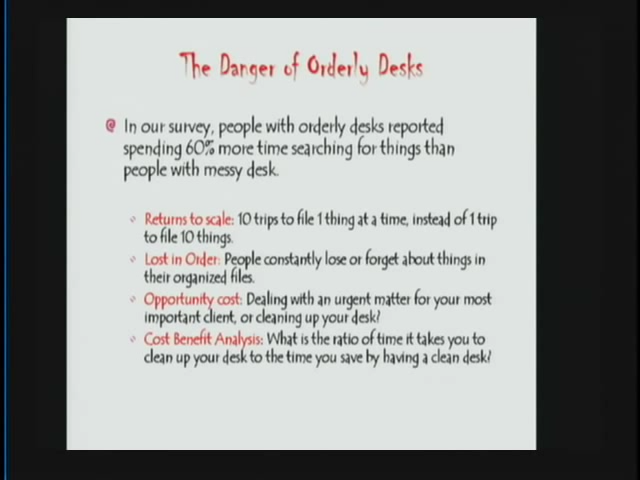 The Danger of Orderly Desks
In our survey, people with orderly desks reported
spending 60% more time searching for things than
people with messy desk.
Returns to scale: 10 trips to file 1 thing at a time, instead of 1 trip
to file 10 things.
Lost in Order: People constantly lose or forget about things in
their organized files.
Opportunity cost: Dealing with an urgent matter for your most
important client, or cleaning up your desk?
Cost Benefit Analysis: What is the ratio of time it takes you to
clean up your desk to the time you save by having a clean desk?